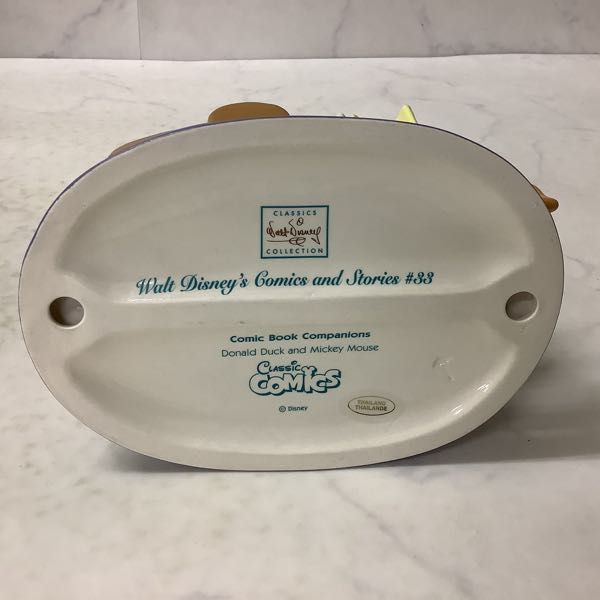 CLASSICS
Walt Disney
COLLECTION
Walt Disney's Comics and Stories #33
Comic Book Companions
Donald Duck and Mickey Mouse
CLASSIC
COMICS
© Disney
THAILAND
THAILANDE